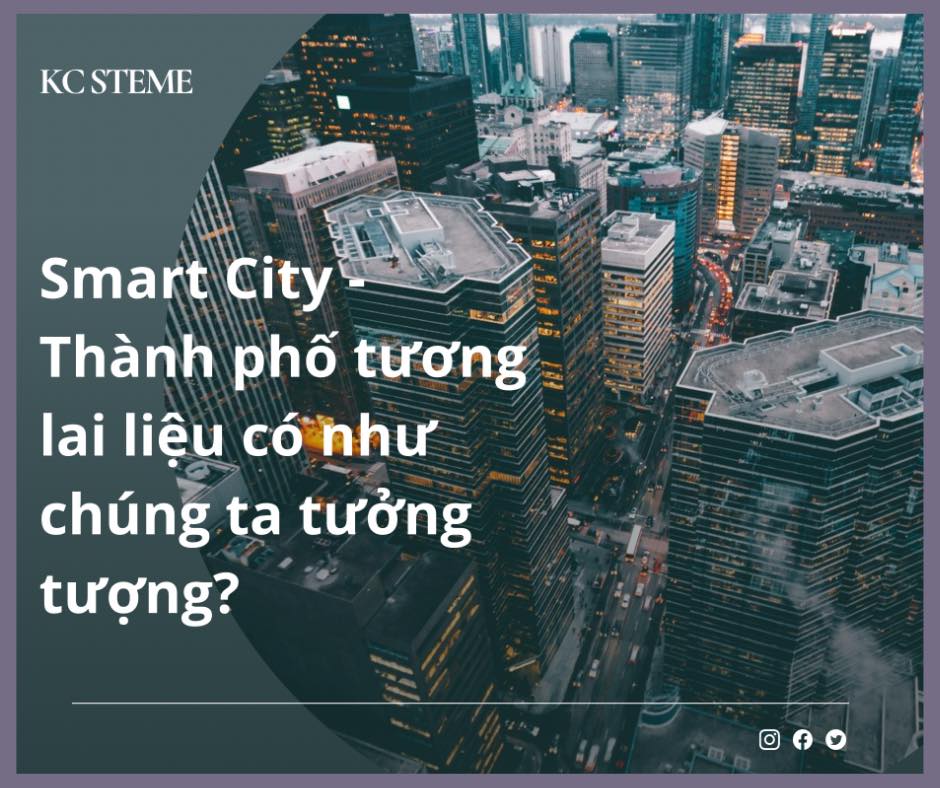 KC STEME
Smart City -
Thành phố tương
lai liệu có như
chúng ta tưởng
tượng?